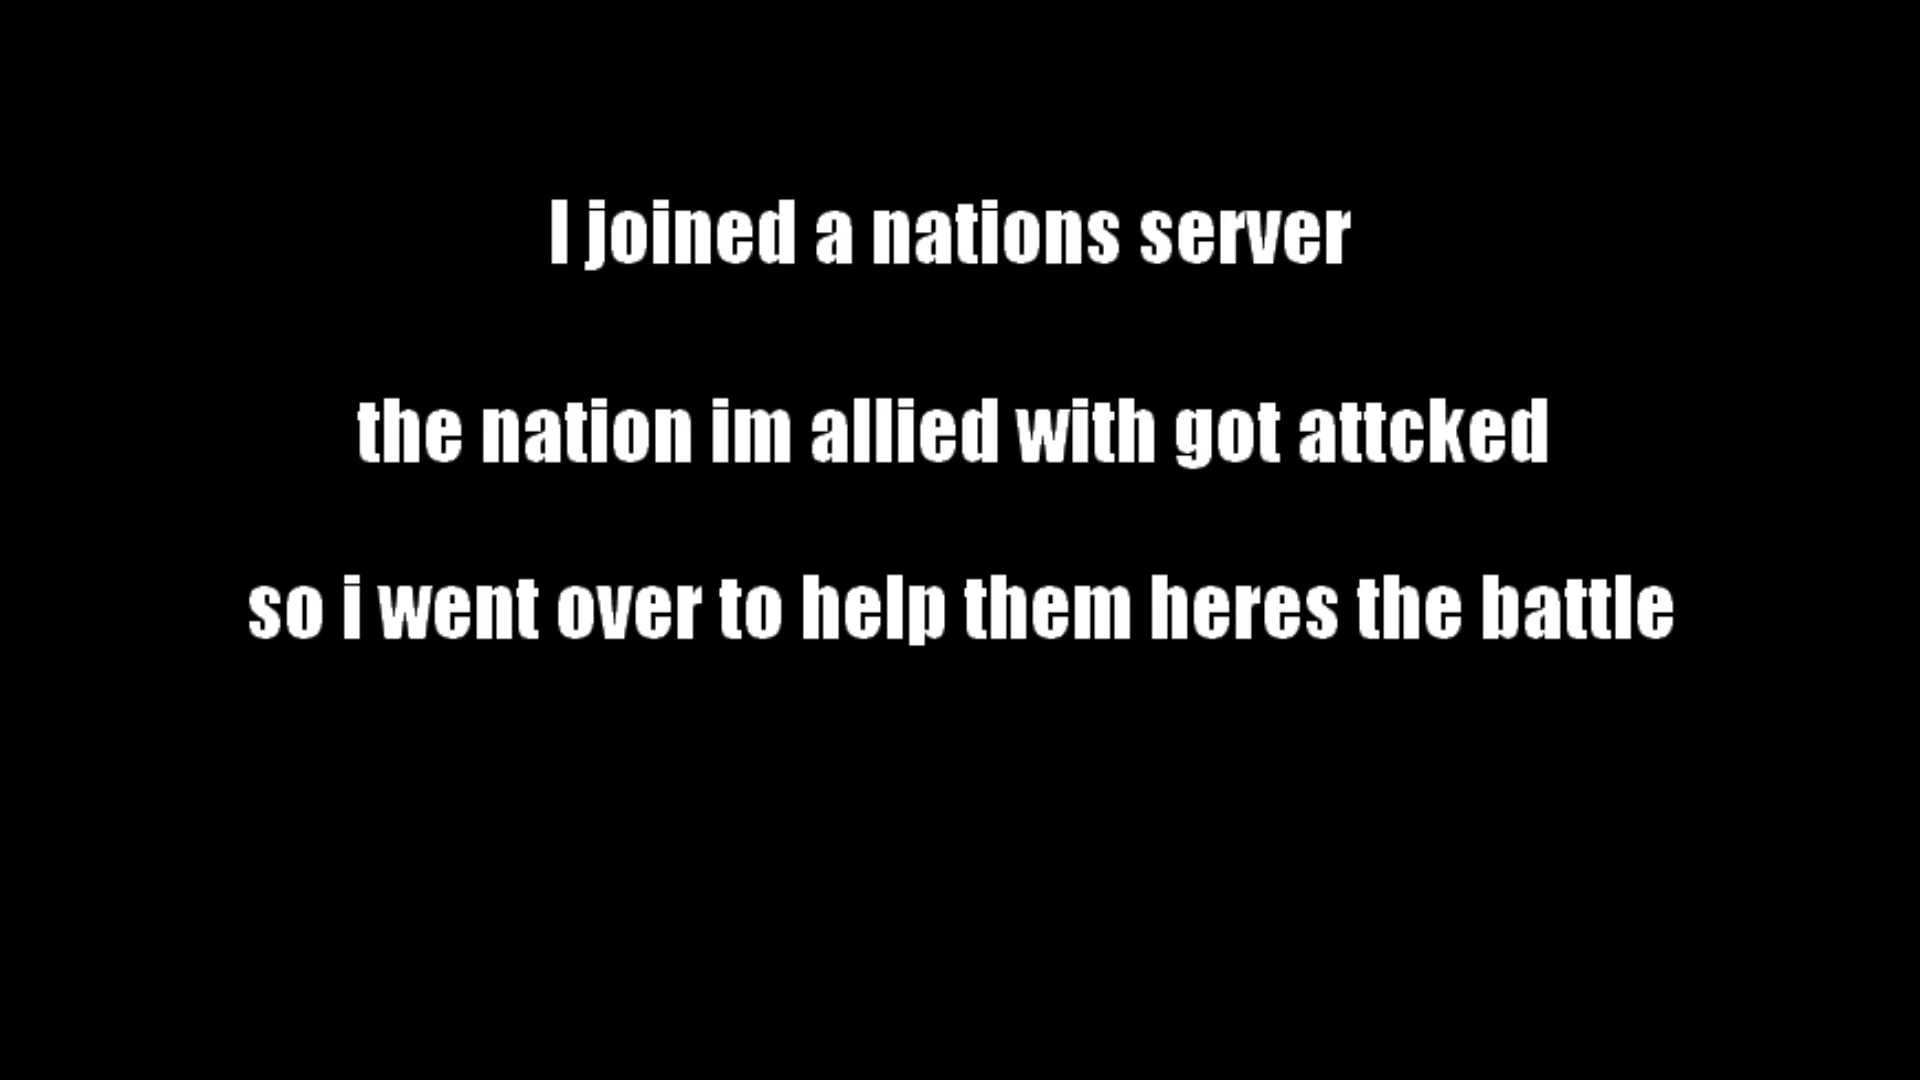 I joined a nations server
the nation im allied with got attcked
so i went over to help them heres the battle